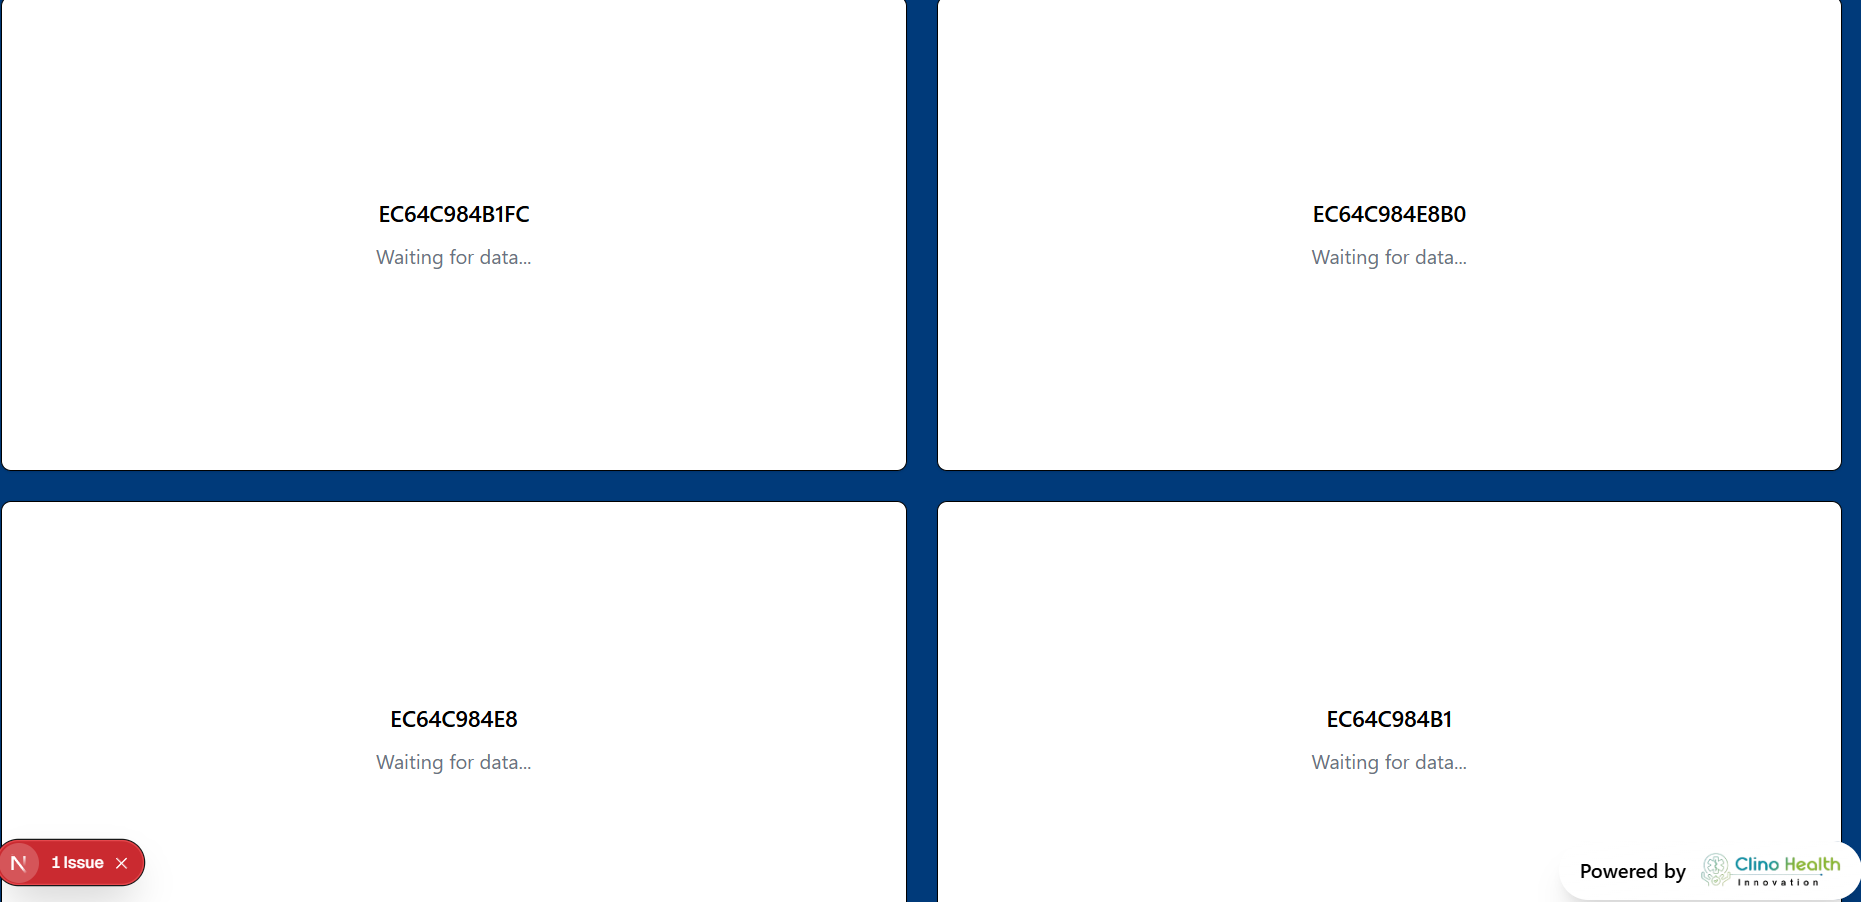 EC64C984B1FC
Waiting for data...
EC64C984E8B0
Waiting for data...
EC64C984E8
Waiting for data...
EC64C984B1
Waiting for data...
N 1 Issue
Powered by
Clino Health
Innovation